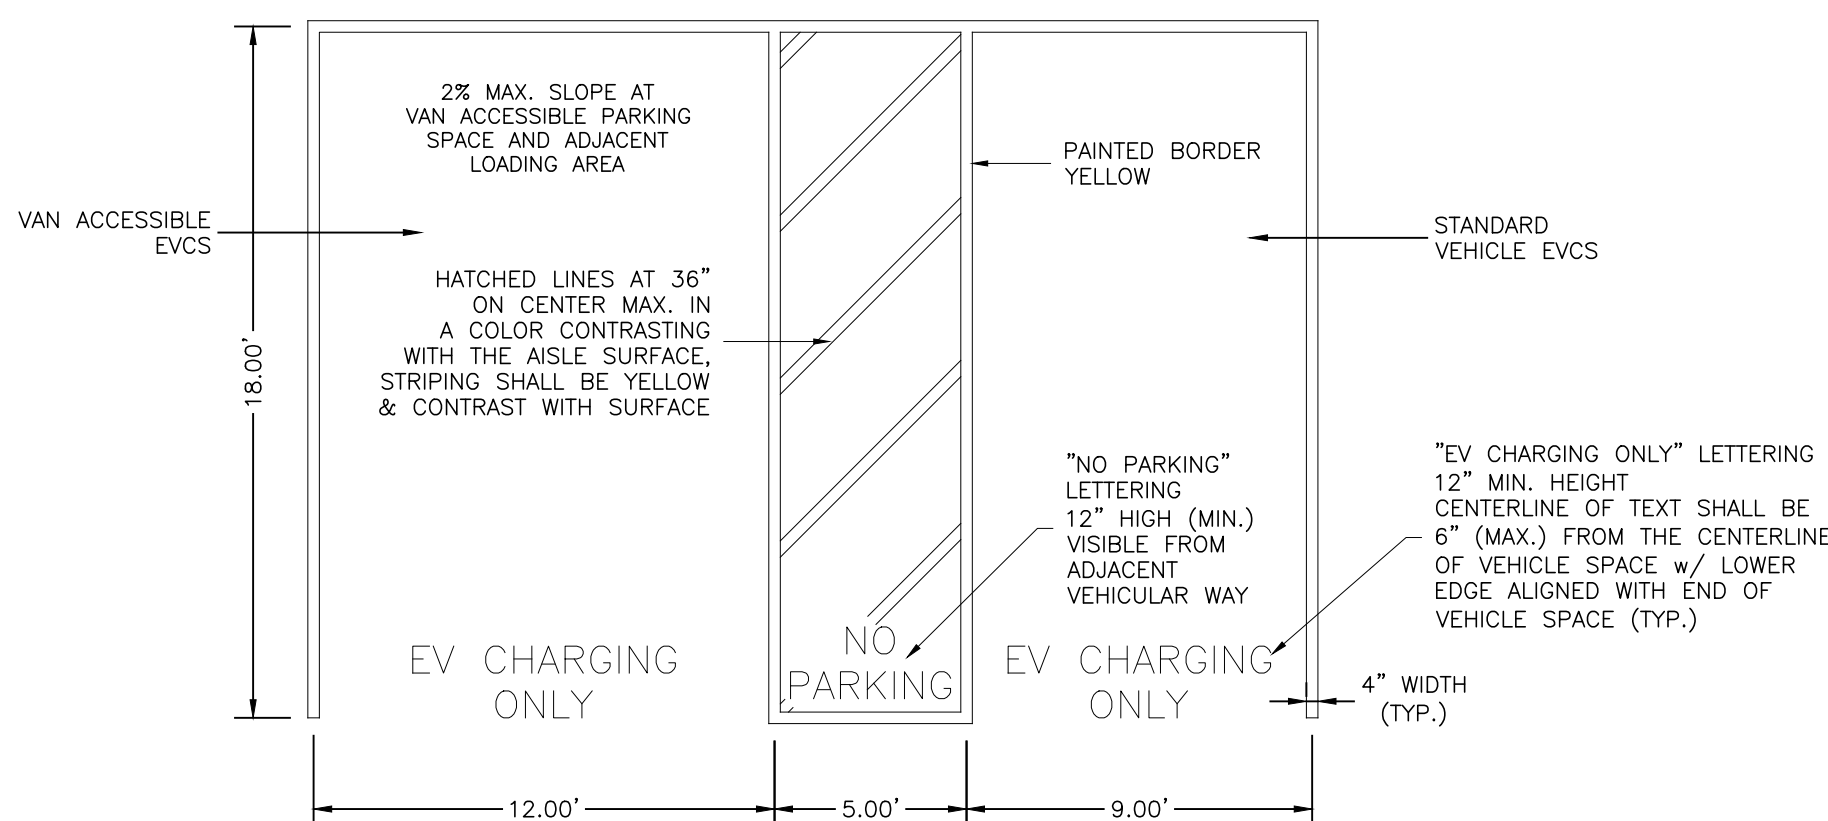 2% MAX. SLOPE AT
VAN ACCESSIBLE PARKING
SPACE AND ADJACENT
LOADING AREA
PAINTED BORDER
YELLOW
VAN ACCESSIBLE
EVCS
STANDARD
VEHICLE EVCS
HATCHED LINES AT 36"
ON CENTER MAX. IN
A COLOR CONTRASTING
WITH THE AISLE SURFACE,
STRIPING SHALL BE YELLOW
& CONTRAST WITH SURFACE
18.00'
"NO PARKING"
LETTERING
12" HIGH (MIN.)
VISIBLE FROM
ADJACENT
VEHICULAR WAY
"EV CHARGING ONLY" LETTERING
12" MIN. HEIGHT
CENTERLINE OF TEXT SHALL BE
6" (MAX.) FROM THE CENTERLINE
OF VEHICLE SPACE w/ LOWER
EDGE ALIGNED WITH END OF
VEHICLE SPACE (TYP.)
EV CHARGING
ONLY
NO
PARKING
EV CHARGING
ONLY
4" WIDTH
(TYP.)
12.00'
5.00'
9.00'